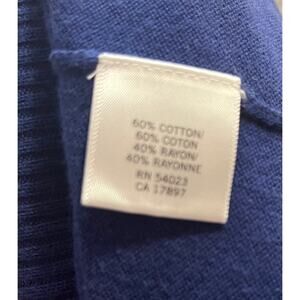 60% COTTON/
60% COTON
40% RAYON/
40% RAYONNE
RN 54023
CA 17897